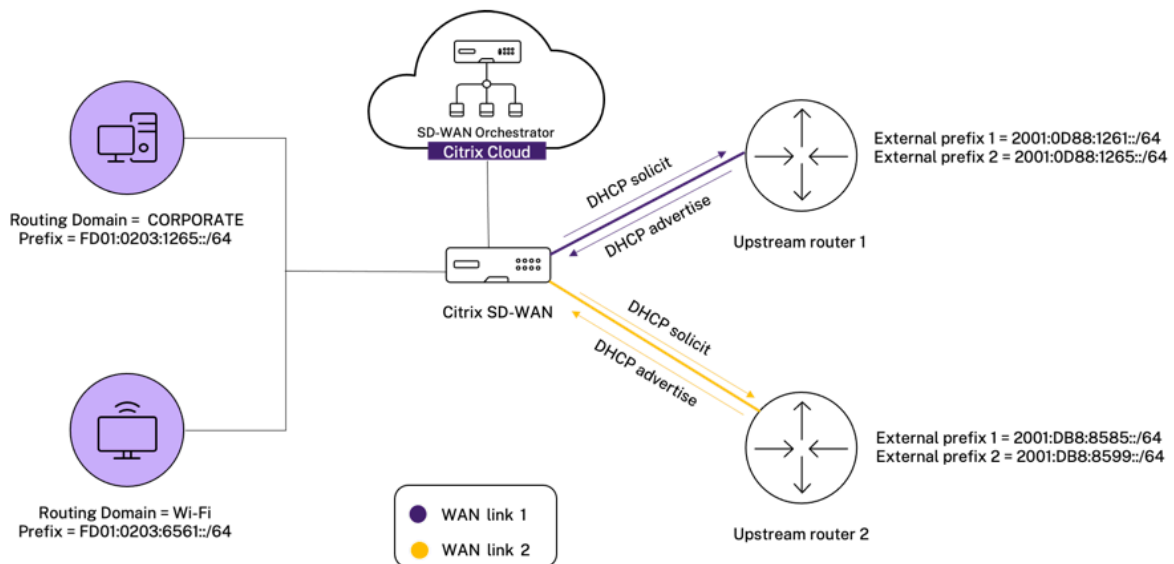 SD-WAN Orchestrator
Citrix Cloud
Routing Domain = CORPORATE
Prefix = FD01:0203:1265::/64
DHCP solicit
DHCP advertise
External prefix 1 = 2001:0D88:1261::/64
External prefix 2 = 2001:0D88:1265::/64
Upstream router 1
Citrix SD-WAN
DHCP solicit
DHCP advertise
External prefix 1 = 2001:DB8:8585::/64
External prefix 2 = 2001:DB8:8599::/64
Upstream router 2
Routing Domain = Wi-Fi
Prefix = FD01:0203:6561::/64
WAN link 1
WAN link 2